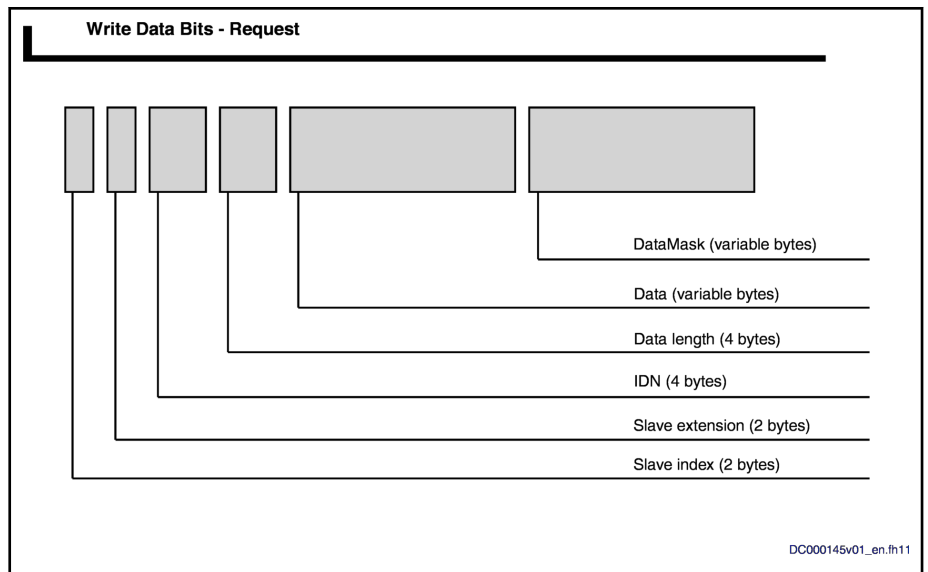 Write Data Bits - Request
DataMask (variable bytes)
Data (variable bytes)
Data length (4 bytes)
IDN (4 bytes)
Slave extension (2 bytes)
Slave index (2 bytes)
DC000145v01_en.fh11